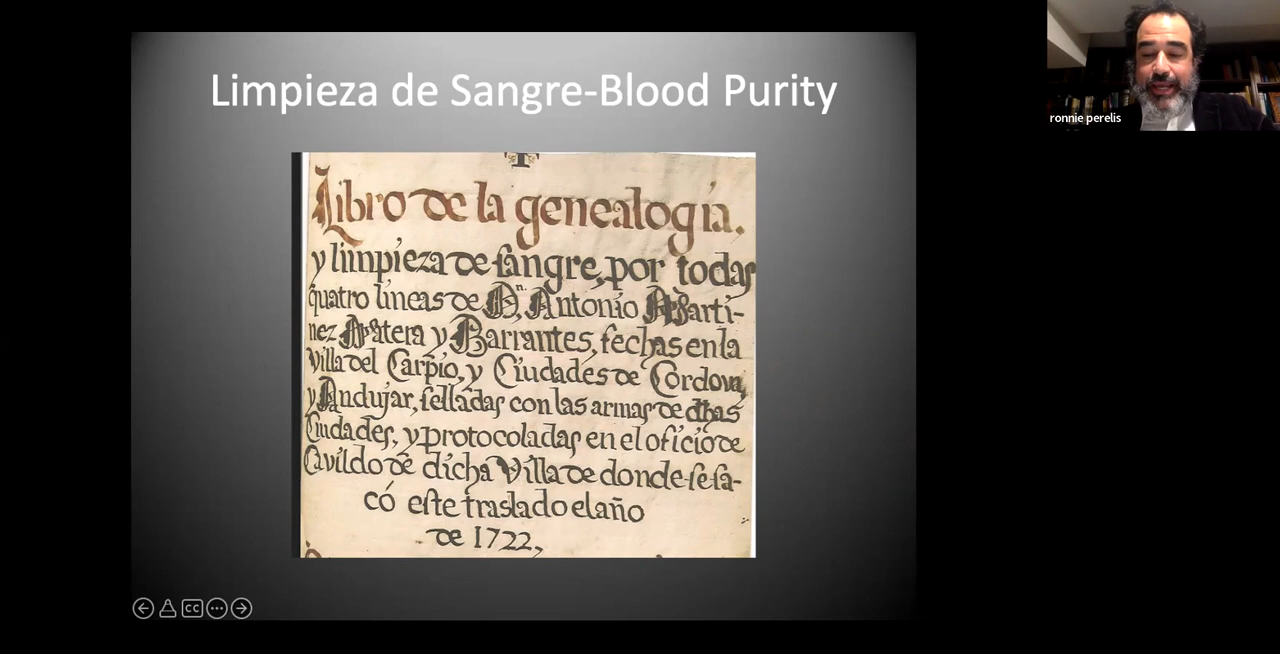 Limpieza de Sangre-Blood Purity
ronnie perelis
Libro de la genealogia.
y limpieza de sangre, por todas
quatro lineas de Dn. Antonio Marti-
nez Matera y Barrantes, fechas en la
Villa del Carpio, y Ciudades de Cordova,
y Andujar, selladas con las armas de dhas
Ciudades, y protocoladas en el oficio de
Cavildo de dicha Villa de donde se sa-
có este traslado el año
de 1722,
CC